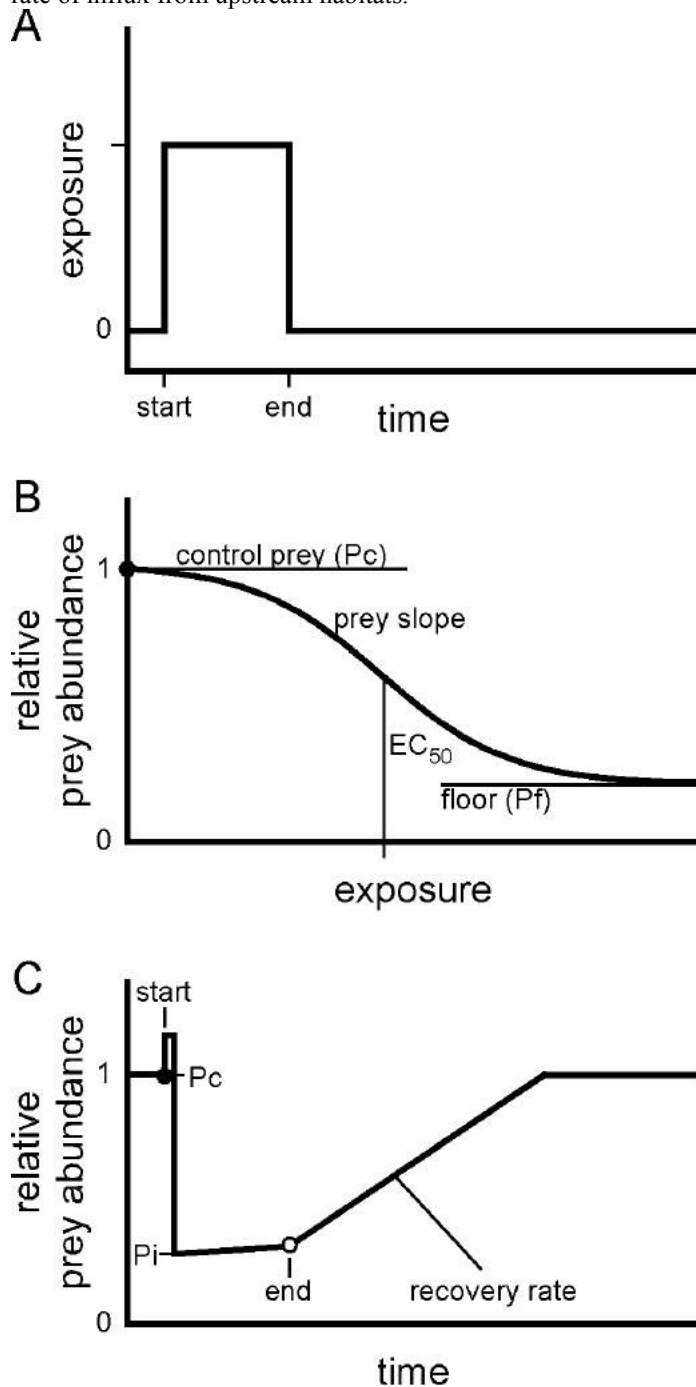 rate of influx from upstream habitats.
A
exposure
0
start
end
time
B
relative
prey abundance
1
control prey (Pc)
prey slope
EC50
floor (Pf)
0
exposure
C
start
relative
prey abundance
1
Pc
Pi
end
recovery rate
0
time